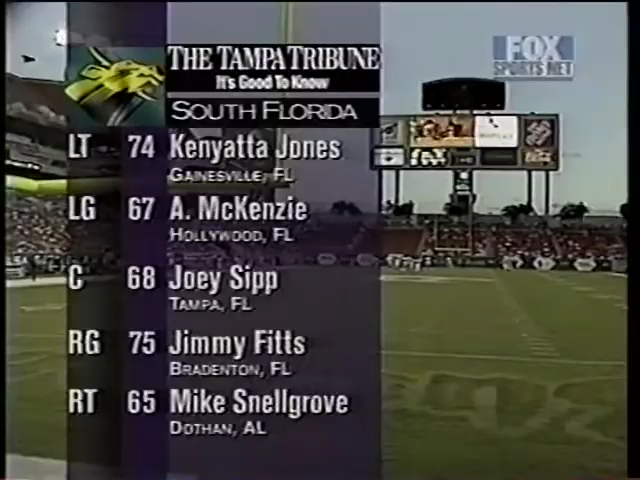 THE TAMPA TRIBUNE
It's Good To Know
SOUTH FLORIDA
FOX
SPORTS NET
LT 74 Kenyatta Jones
GAINESVILLE, FL
LG 67 A. McKenzie
HOLLYWOOD, FL
C 68 Joey Sipp
TAMPA, FL
RG 75 Jimmy Fitts
BRADENTON, FL
RT 65 Mike Snellgrove
DOTHAN, AL
FOX